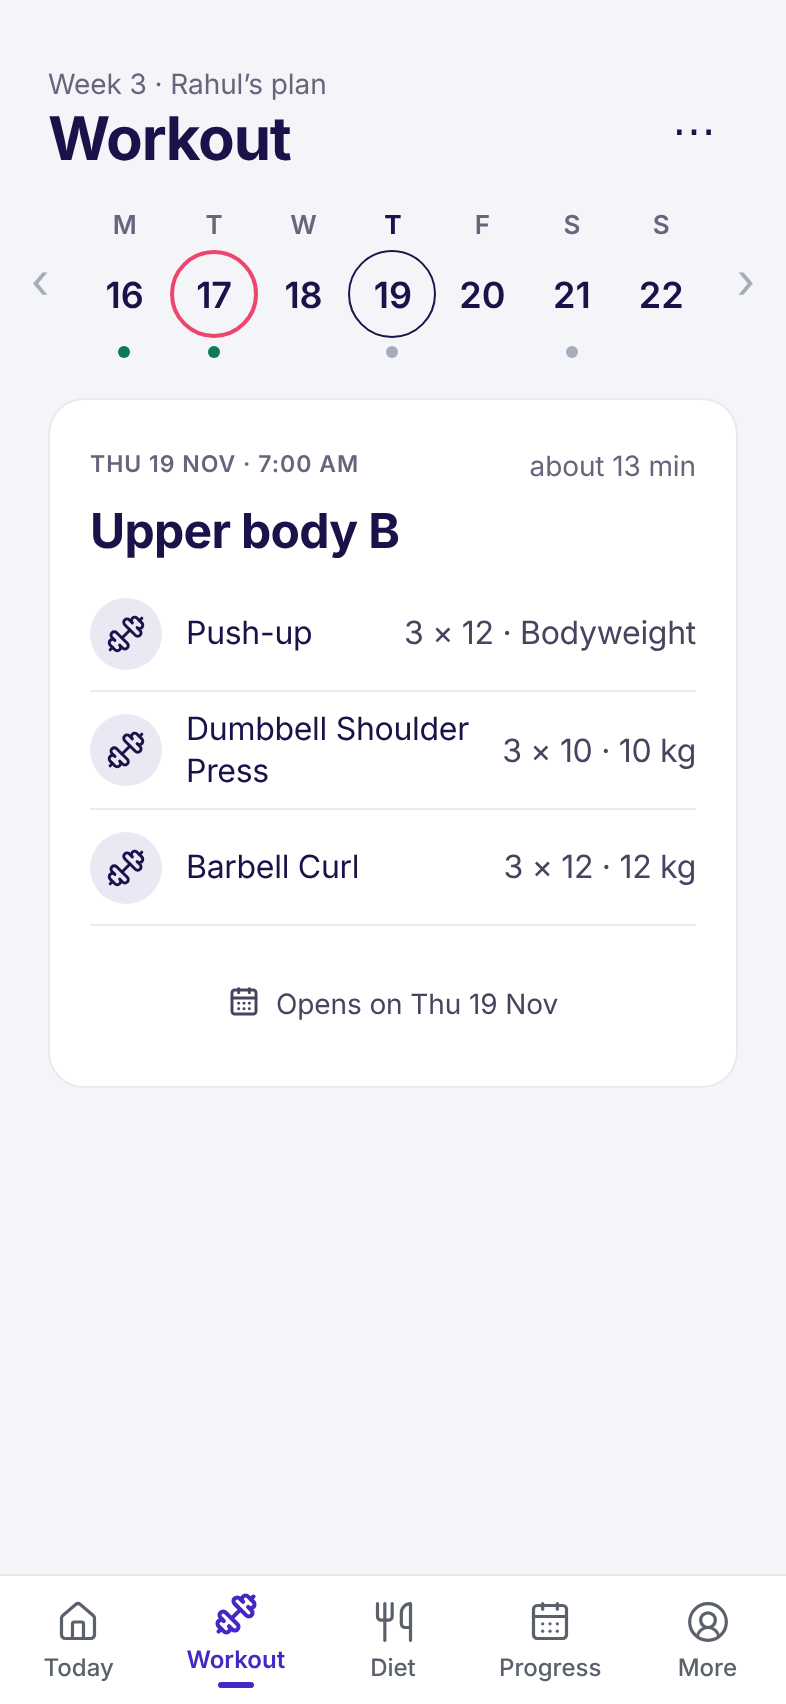 Week 3 · Rahul’s plan
Workout
...
M T W T F S S
‹ 16 17 18 19 20 21 22 ›
THU 19 NOV · 7:00 AM about 13 min
Upper body B
Push-up 3 × 12 · Bodyweight
Dumbbell Shoulder
Press 3 × 10 · 10 kg
Barbell Curl 3 × 12 · 12 kg
Opens on Thu 19 Nov
Today Workout Diet Progress More